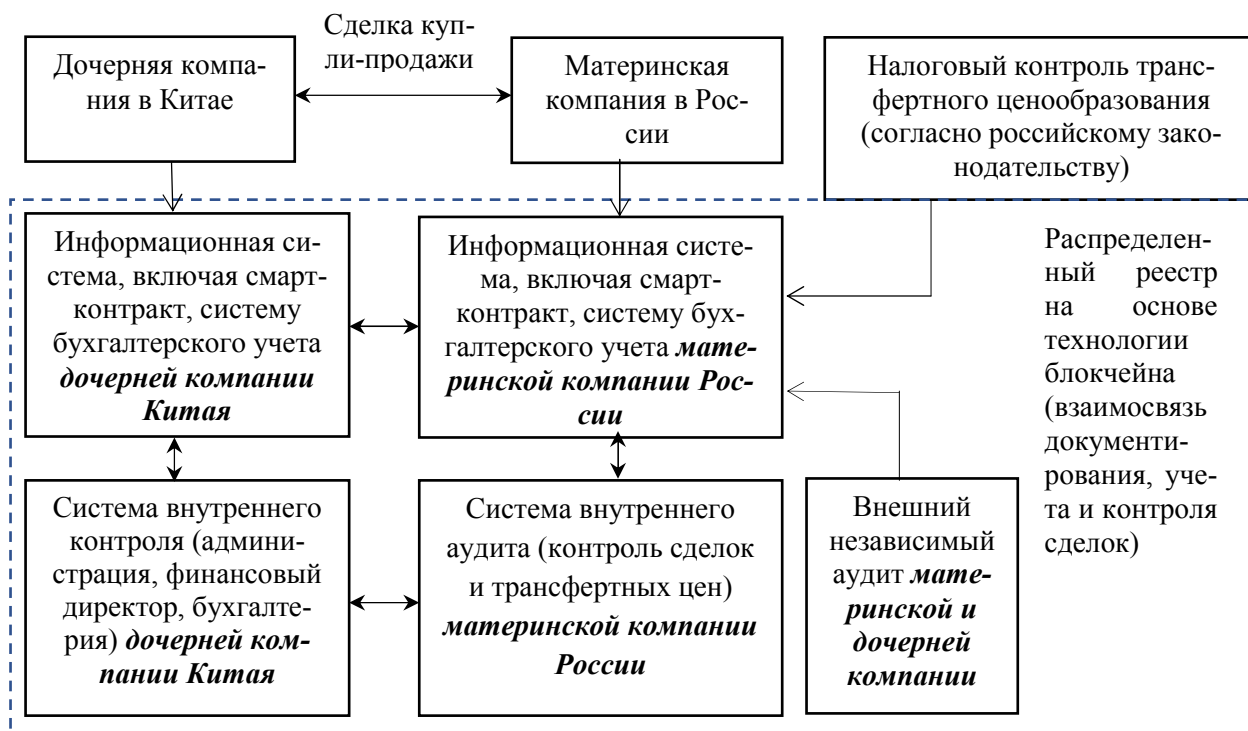 Сделка куп-
ли-продажи
Дочерняя компа-
ния в Китае
Материнская
компания в Рос-
сии
Налоговый контроль транс-
фертного ценообразования
(согласно российскому зако-
нодательству)
Информационная си-
стема, включая смарт-
контракт, систему
бухгалтерского учета
дочерней компании
Китая
Информационная систе-
ма, включая смарт-
контракт, систему бух-
галтерского учета мате-
ринской компании Рос-
сии
Распределен-
ный реестр
на основе
технологии
блокчейна
(взаимосвязь
документи-
рования, уче-
та и контроля
сделок)
Система внутреннего
контроля (админи-
страция, финансовый
директор, бухгалте-
рия) дочерней ком-
пании Китая
Система внутреннего
аудита (контроль сделок
и трансфертных цен)
материнской компании
России
Внешний
независимый
аудит мате-
ринской и
дочерней
компании